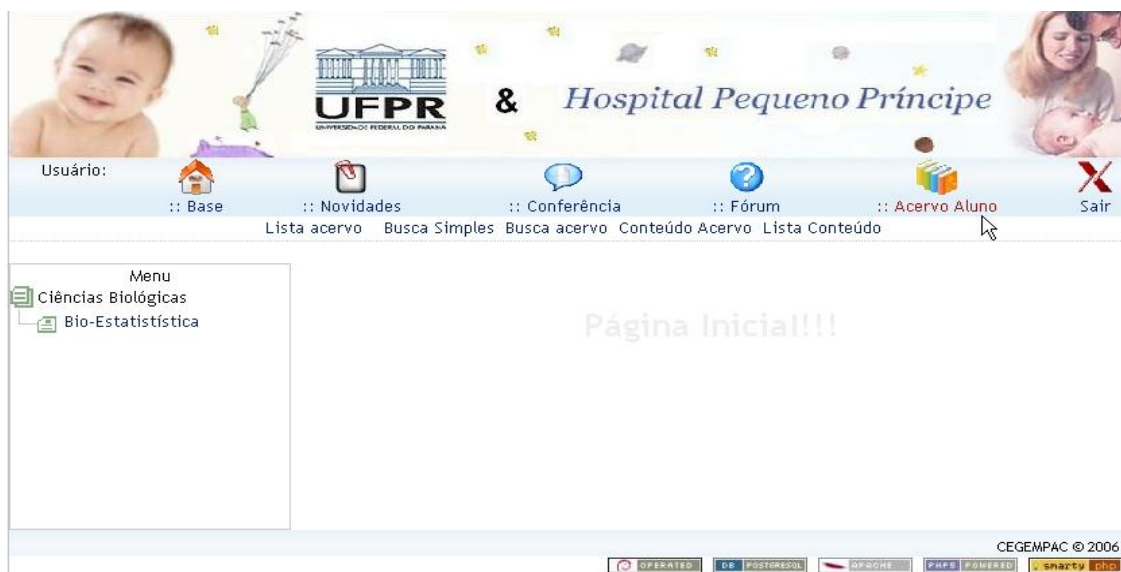 UFPR
UNIVERSIDADE FEDERAL DO PARANÁ
& Hospital Pequeno Príncipe
Usuário:
:: Base :: Novidades :: Conferência :: Fórum :: Acervo Aluno Sair
Lista acervo Busca Simples Busca acervo Conteúdo Acervo Lista Conteúdo
Menu
Ciências Biológicas
Bio-Estatistística
Página Inicial!!!
CEGEMPAC © 2006
OPERATED DB POSTGRESQL APACHE PHP5 POWERED smarty php